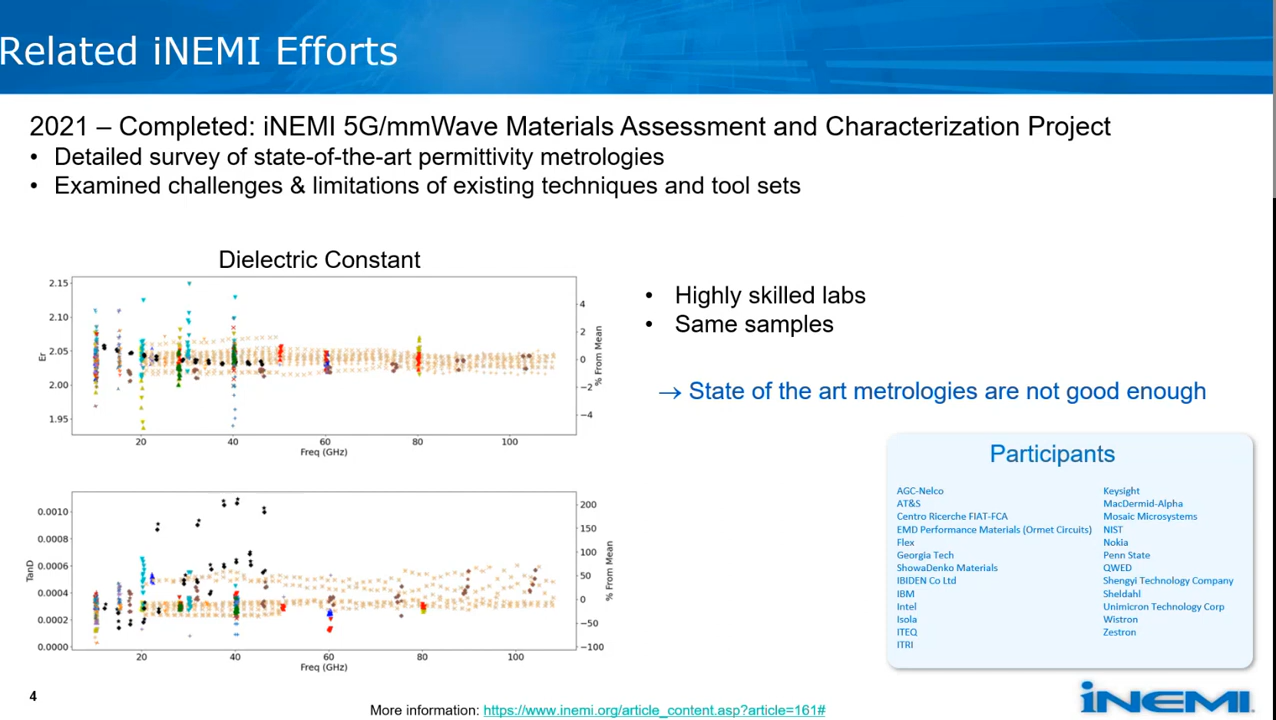 Related iNEMI Efforts
2021 – Completed: iNEMI 5G/mmWave Materials Assessment and Characterization Project
• Detailed survey of state-of-the-art permittivity metrologies
• Examined challenges & limitations of existing techniques and tool sets
Dielectric Constant
2.15
2.10
2.05
2.00
1.95
Er
4
2
0
−2
−4
% From Mean
20 40 60 80 100
Freq (GHz)
0.0010
0.0008
0.0006
0.0004
0.0002
0.0000
TanD
200
150
100
50
0
−50
−100
% From Mean
20 40 60 80 100
Freq (GHz)
• Highly skilled labs
• Same samples
→ State of the art metrologies are not good enough
Participants
AGC-Nelco
AT&S
Centro Ricerche FIAT-FCA
EMD Performance Materials (Ormet Circuits)
Flex
Georgia Tech
ShowaDenko Materials
IBIDEN Co Ltd
IBM
Intel
Isola
ITEQ
ITRI
Keysight
MacDermid-Alpha
Mosaic Microsystems
NIST
Nokia
Penn State
QWED
Shengyi Technology Company
Sheldahl
Unimicron Technology Corp
Wistron
Zestron
4
More information: https://www.inemi.org/article_content.asp?article=161#
iNEMI.